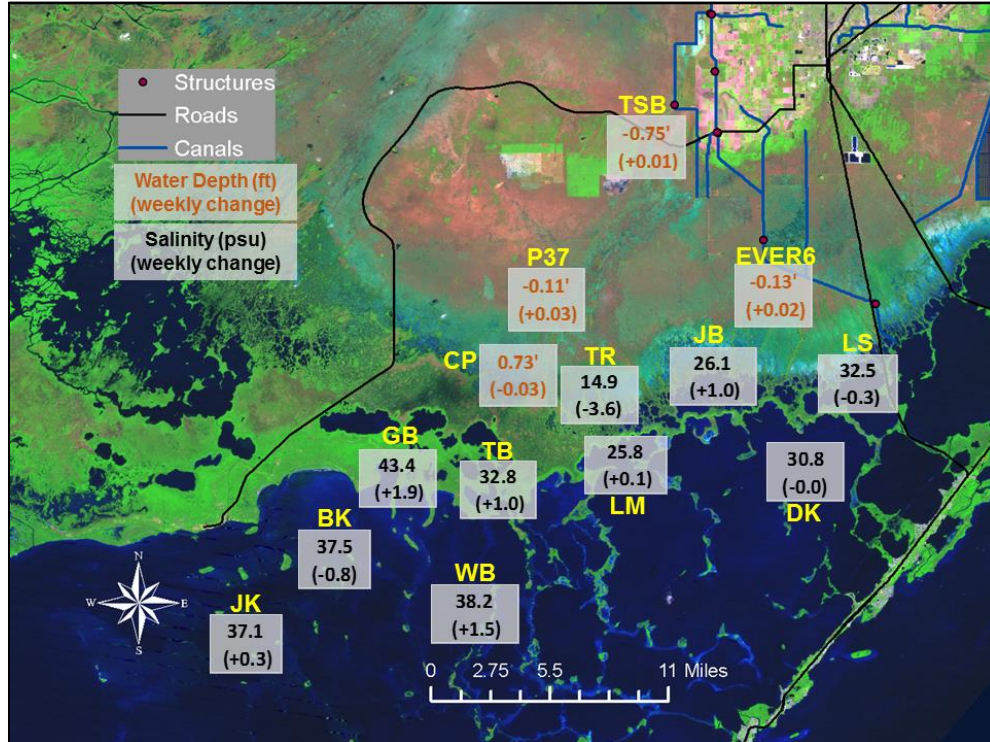 Structures
Roads
Canals
Water Depth (ft)
(weekly change)
Salinity (psu)
(weekly change)
TSB
-0.75'
(+0.01)
P37
-0.11'
(+0.03)
EVER6
-0.13'
(+0.02)
CP
0.73'
(-0.03)
TR
14.9
(-3.6)
JB
26.1
(+1.0)
LS
32.5
(-0.3)
GB
43.4
(+1.9)
TB
32.8
(+1.0)
25.8
(+0.1)
LM
30.8
(-0.0)
DK
BK
37.5
(-0.8)
WB
38.2
(+1.5)
JK
37.1
(+0.3)
N
W E
S
0 2.75 5.5 11 Miles